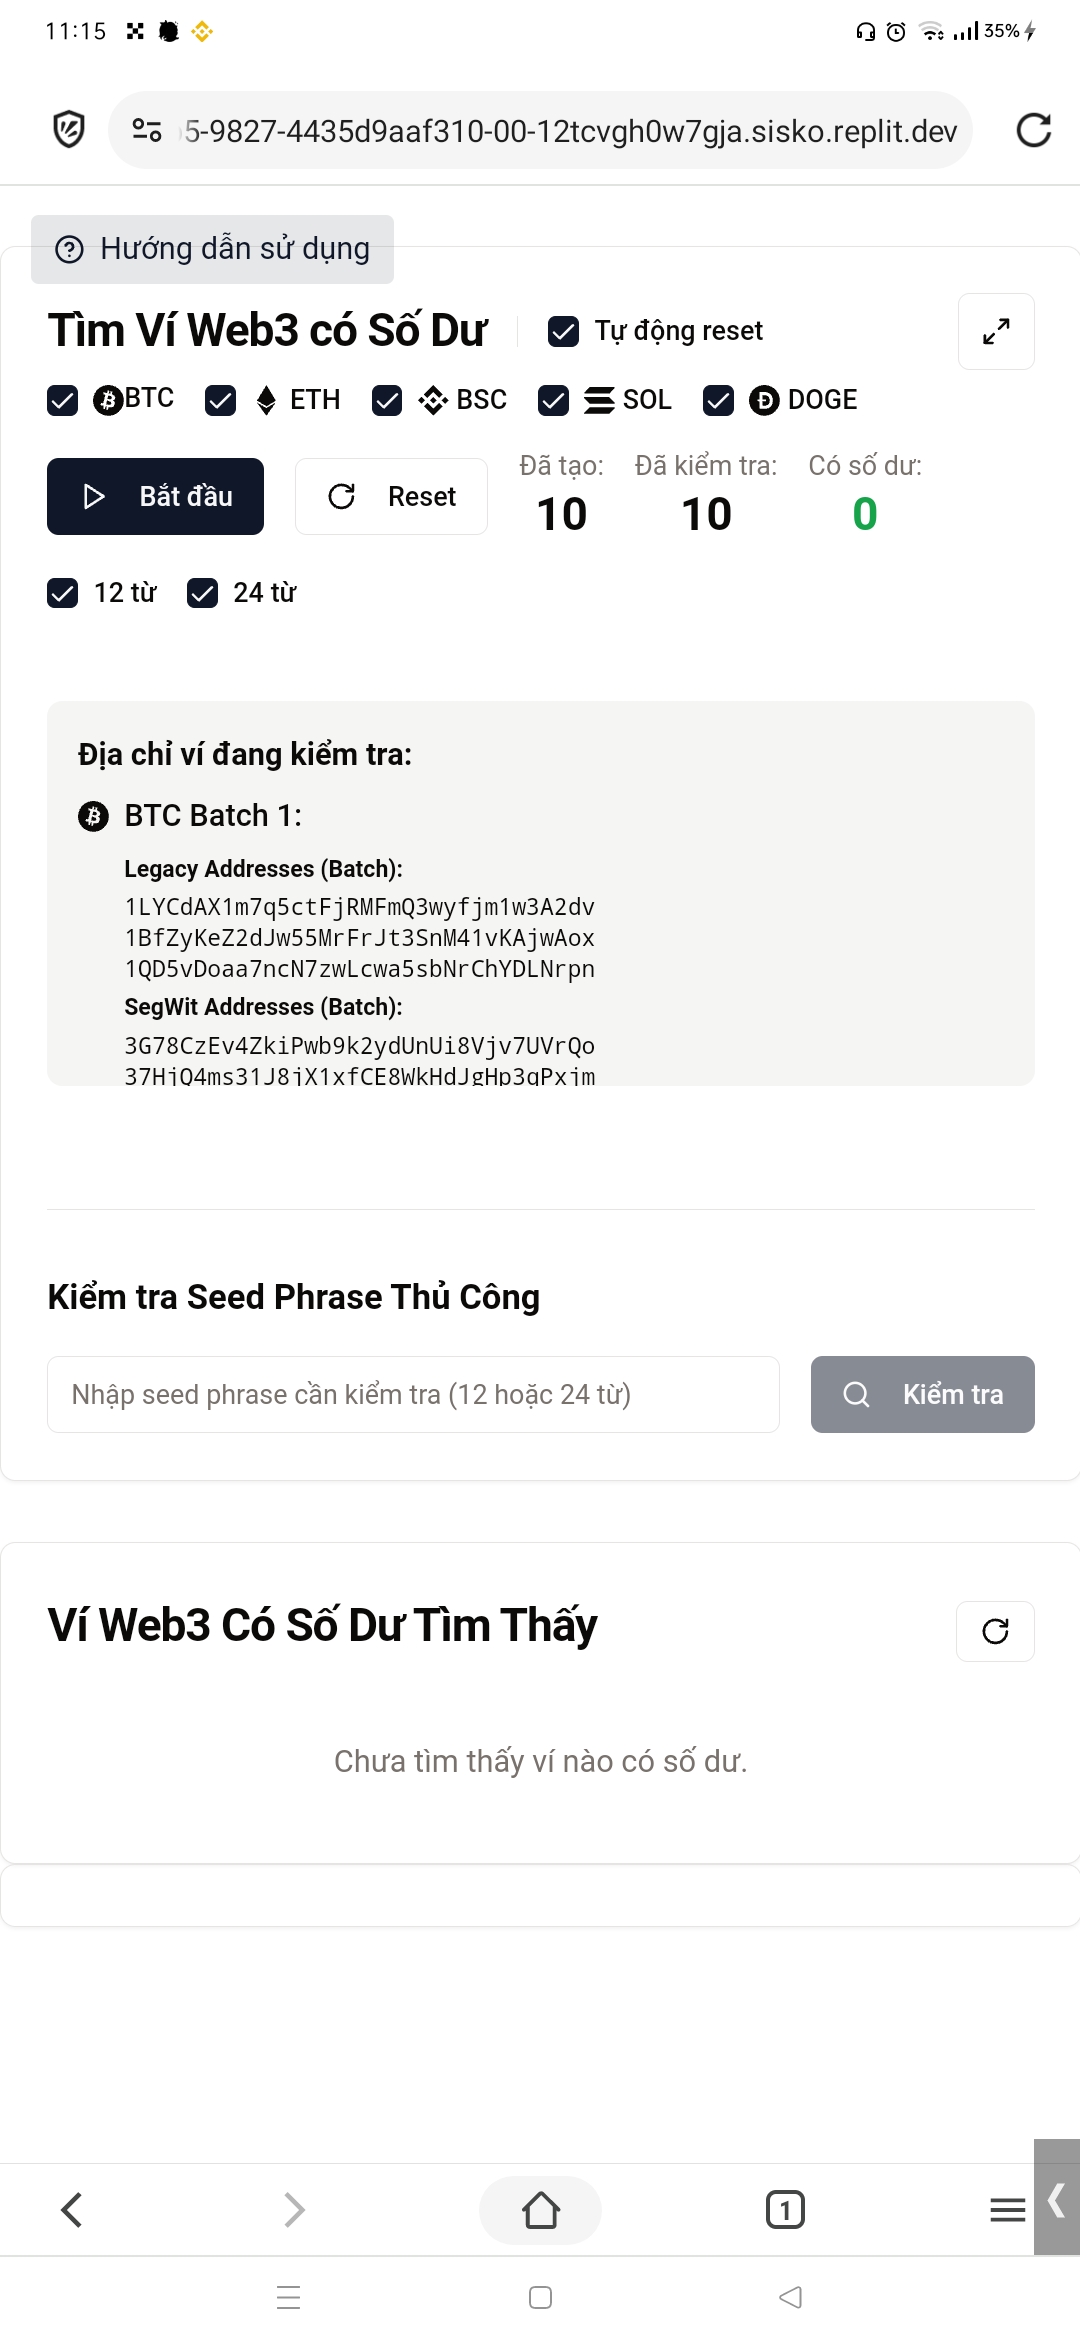 11:15
35%
5-9827-4435d9aaf310-00-12tcvgh0w7gja.sisko.replit.dev
Hướng dẫn sử dụng
Tìm Ví Web3 có Số Dư
Tự động reset
BTC ETH BSC SOL DOGE
Bắt đầu
Reset
Đã tạo: Đã kiểm tra: Có số dư:
10 10 0
12 từ 24 từ
Địa chỉ ví đang kiểm tra:
BTC Batch 1:
Legacy Addresses (Batch):
1LYCdAX1m7q5ctFjRMFmQ3wyfjm1w3A2dv
1BfZyKeZ2dJw55MrFrJt3SnM41vKAjwAox
1QD5vDoaa7ncN7zwLcwa5sbNrChYDLNrpn
SegWit Addresses (Batch):
3G78CzEv4ZkiPwb9k2ydUnUi8Vjv7UVrQo
37HjQ4ms31J8jX1xfCE8WkHdJgHp3qPxjm
Kiểm tra Seed Phrase Thủ Công
Nhập seed phrase cần kiểm tra (12 hoặc 24 từ)
Kiểm tra
Ví Web3 Có Số Dư Tìm Thấy
Chưa tìm thấy ví nào có số dư.
1